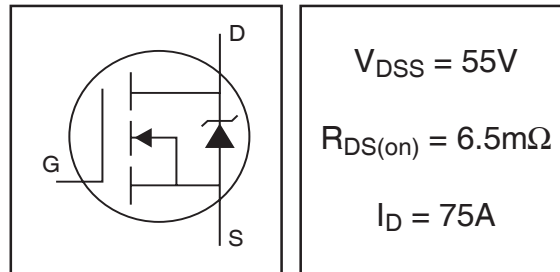 D
G
S
V_DSS = 55V
R_DS(on) = 6.5mΩ
I_D = 75A